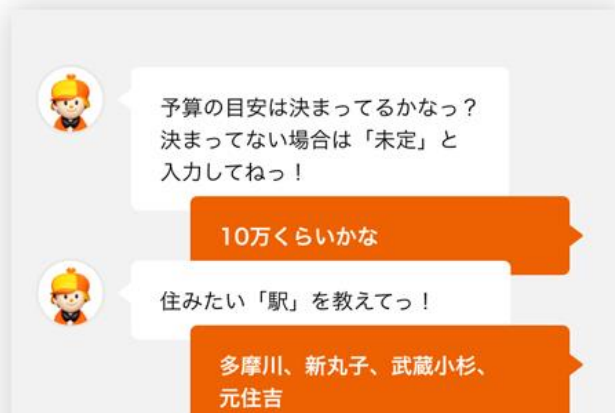 予算の目安は決まってるかなっ？
決まってない場合は「未定」と
入力してねっ！
10万くらいかな
住みたい「駅」を教えてっ！
多摩川、新丸子、武蔵小杉、
元住吉